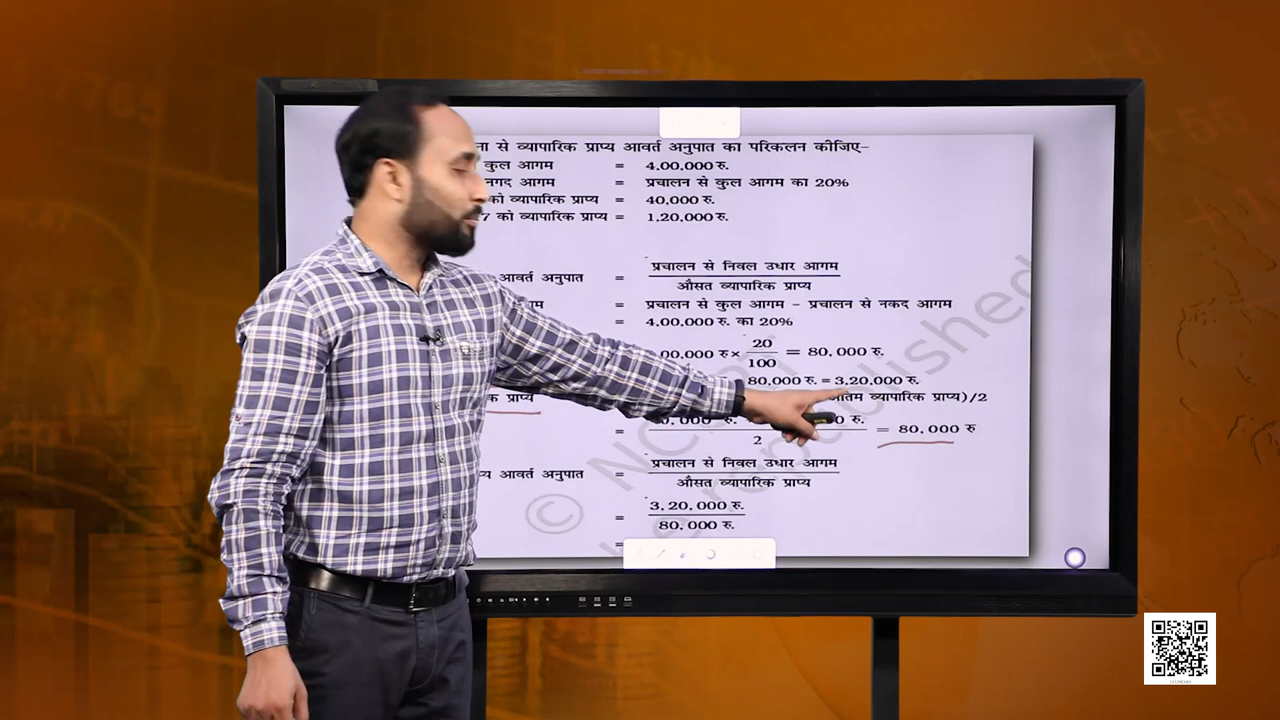 से व्यापारिक प्राप्य आवर्त अनुपात का परिकलन कीजिए–
कुल आगम = 4,00,000 रु.
नगद आगम = प्रचालन से कुल आगम का 20%
को व्यापारिक प्राप्य = 40,000 रु.
7 को व्यापारिक प्राप्य = 1,20,000 रु.
आवर्त अनुपात = प्रचालन से निवल उधार आगम
औसत व्यापारिक प्राप्य
= प्रचालन से कुल आगम – प्रचालन से नकद आगम
= 4,00,000 रु. का 20%
00,000 रु × 20/100 = 80,000 रु.
80,000 रु. = 3,20,000 रु.
प्राप्य व्यापारिक प्राप्य)/2
= 2 = 80,000 रु
आवर्त अनुपात = प्रचालन से निवल उधार आगम
औसत व्यापारिक प्राप्य
= 3,20,000 रु.
80,000 रु.
=